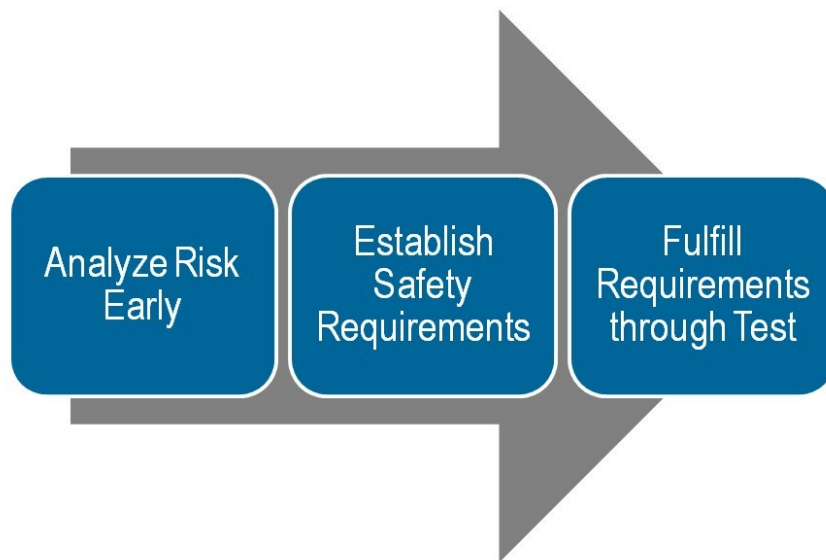 Analyze Risk
Early
Establish
Safety
Requirements
Fulfill
Requirements
through Test